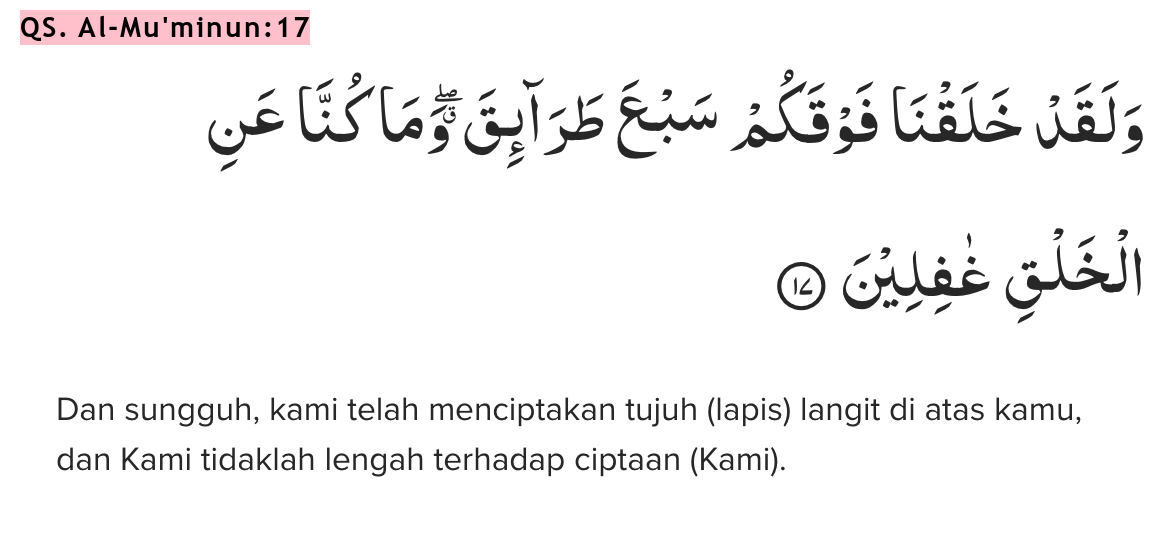 QS. Al-Mu'minun:17
وَلَقَدْ خَلَقْنَا فَوْقَكُمْ سَبْعَ طَرَاۤىِٕقَۖ وَمَا كُنَّا عَنِ
الْخَلْقِ غٰفِلِيْنَ ١٧
Dan sungguh, kami telah menciptakan tujuh (lapis) langit di atas kamu,
dan Kami tidaklah lengah terhadap ciptaan (Kami).